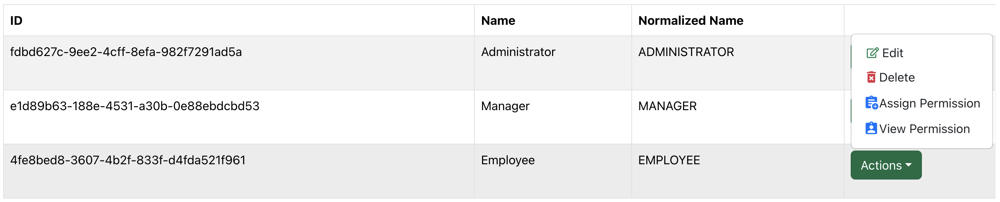 ID Name Normalized Name
fdbd627c-9ee2-4cff-8efa-982f7291ad5a Administrator ADMINISTRATOR
Edit
Delete
e1d89b63-188e-4531-a30b-0e88ebdcbd53 Manager MANAGER
Assign Permission
View Permission
4fe8bed8-3607-4b2f-833f-d4fda521f961 Employee EMPLOYEE
Actions